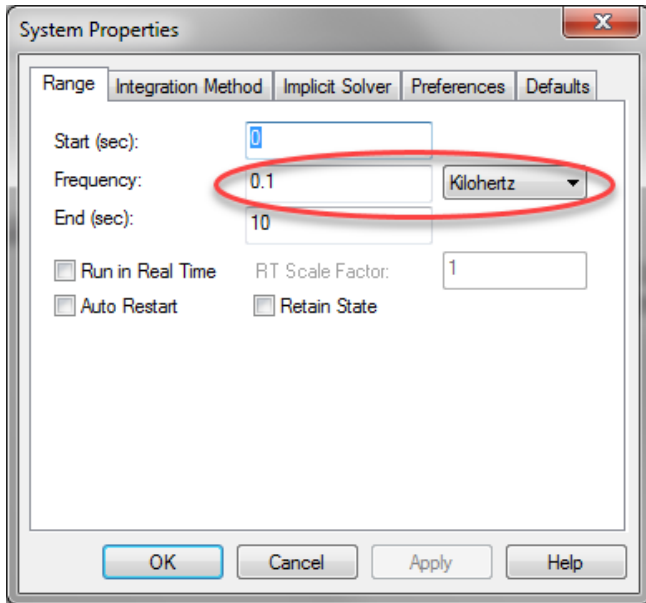 System Properties
Range Integration Method Implicit Solver Preferences Defaults
Start (sec): 0
Frequency: 0.1 Kilohertz
End (sec): 10
Run in Real Time RT Scale Factor: 1
Auto Restart Retain State
OK Cancel Apply Help